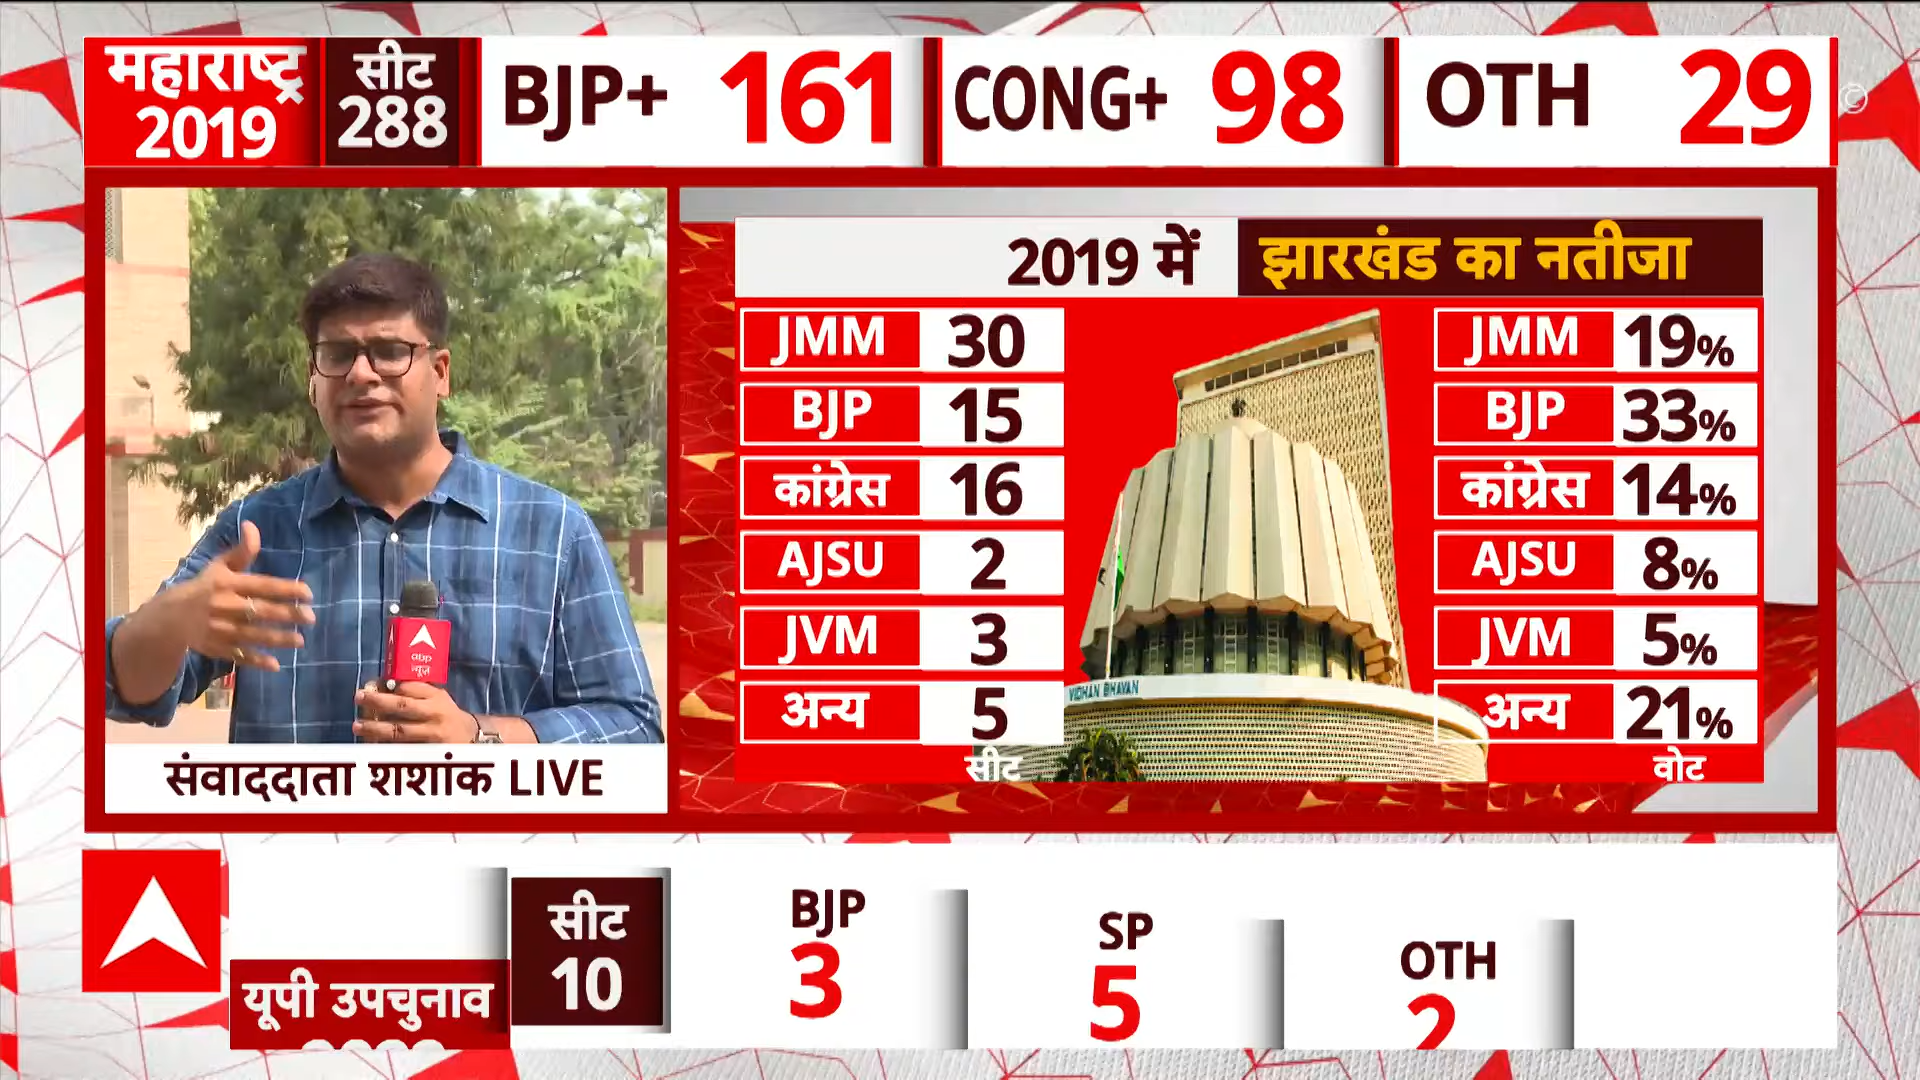 महाराष्ट्र 2019
सीट 288
BJP+ 161
CONG+ 98
OTH 29
©
2019 में झारखंड का नतीजा
JMM 30
BJP 15
कांग्रेस 16
AJSU 2
JVM 3
अन्य 5
सीट
VIDHAN BHAVAN
JMM 19%
BJP 33%
कांग्रेस 14%
AJSU 8%
JVM 5%
अन्य 21%
वोट
abp
न्यूज़
संवाददाता शशांक LIVE
यूपी उपचुनाव
सीट 10
BJP 3
SP 5
OTH 2